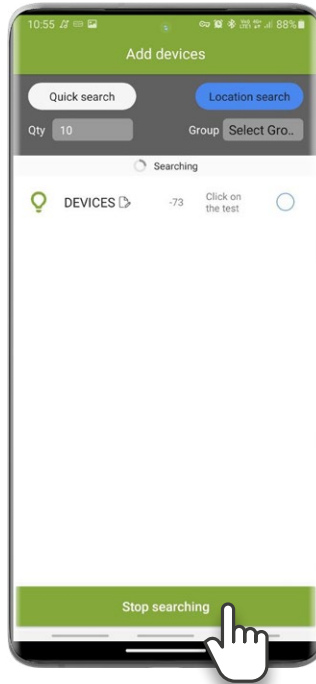 10:55 88%
Add devices
Quick search Location search
Qty 10 Group Select Gro..
Searching
DEVICES -73 Click on
the test
Stop searching